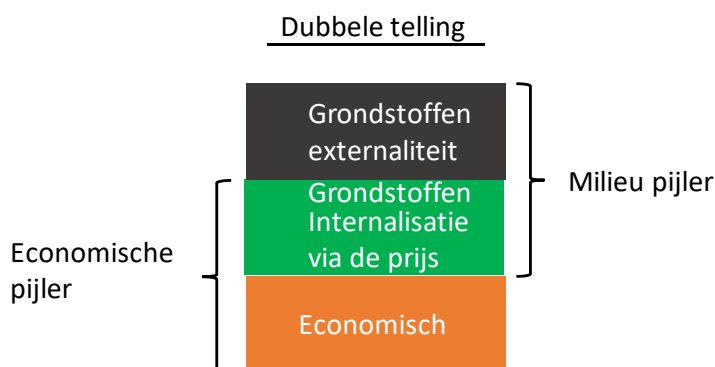 Dubbele telling
Grondstoffen
externaliteit
Grondstoffen
Internalisatie
via de prijs
Milieu pijler
Economische
pijler
Economisch